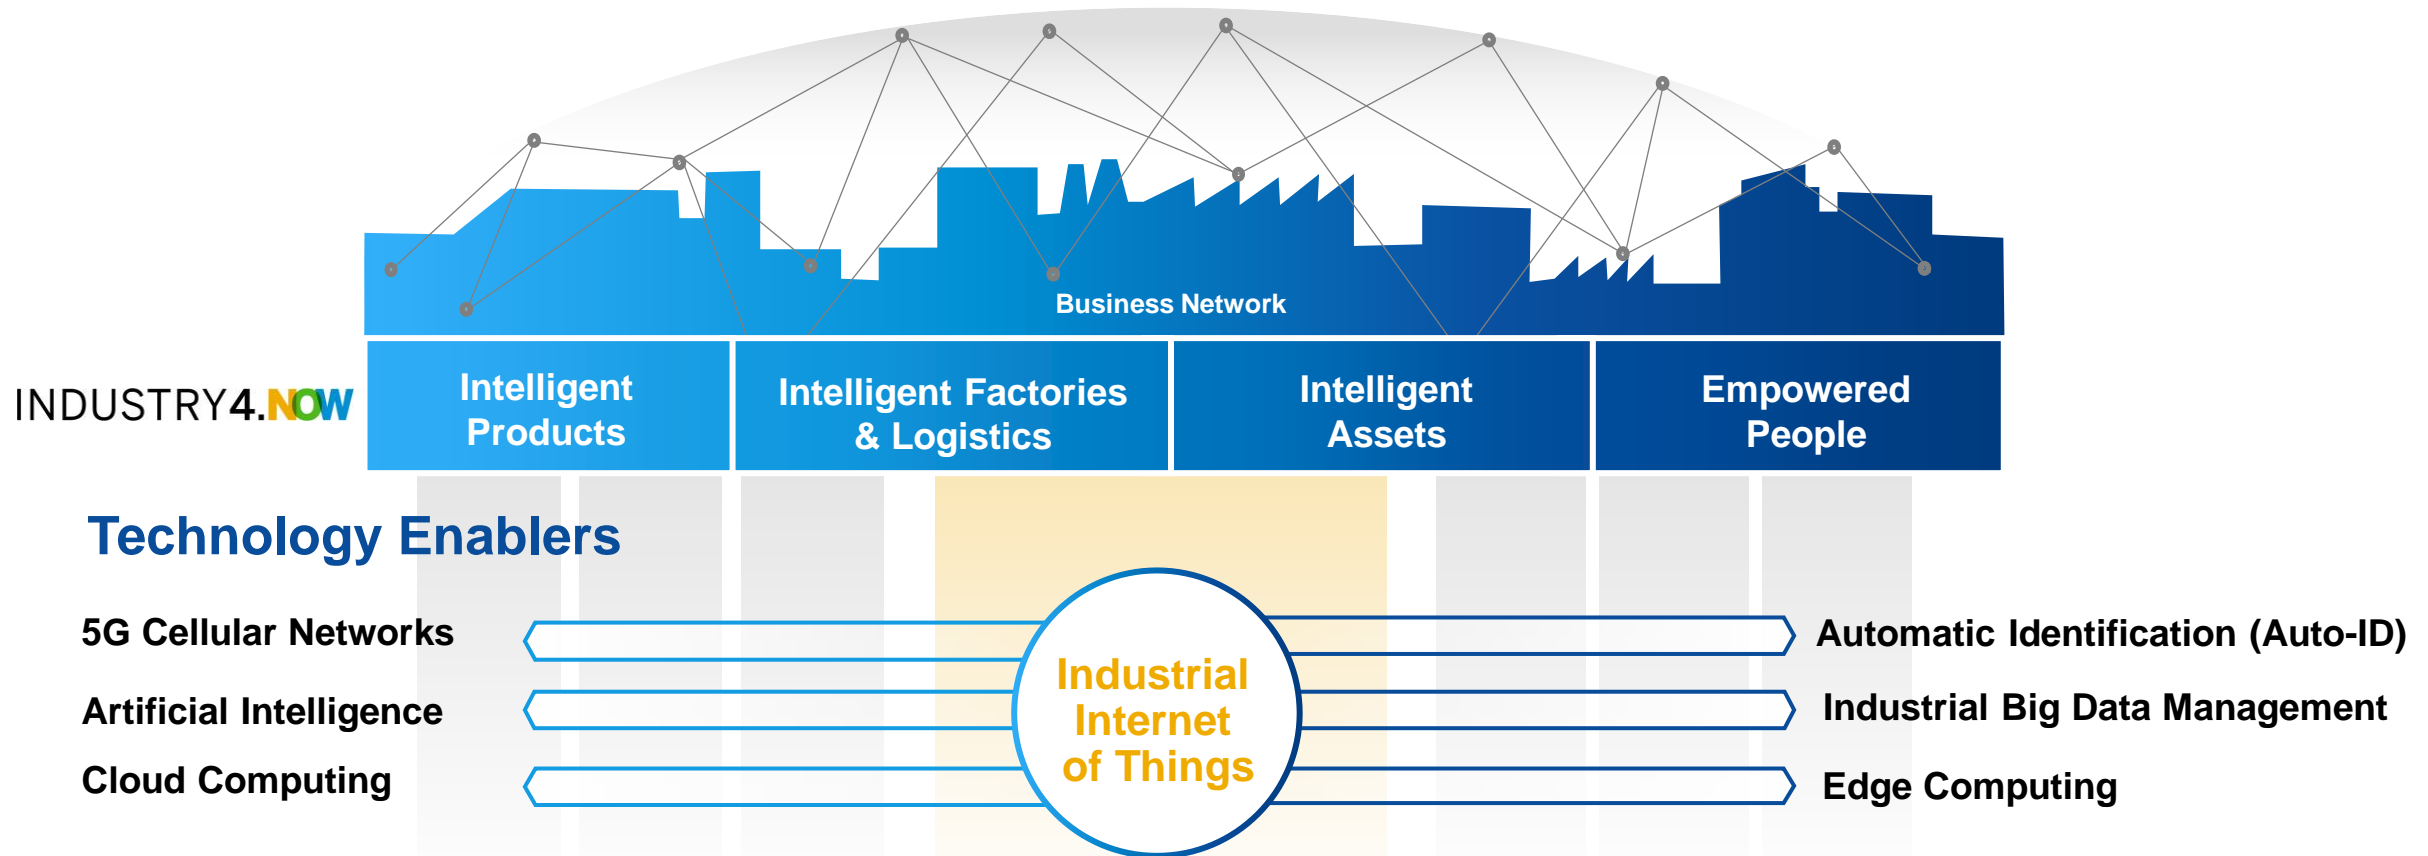 Business Network
INDUSTRY4.NOW
Intelligent
Products
Intelligent Factories
& Logistics
Intelligent
Assets
Empowered
People
Technology Enablers
5G Cellular Networks
Artificial Intelligence
Cloud Computing
Industrial
Internet
of Things
Automatic Identification (Auto-ID)
Industrial Big Data Management
Edge Computing